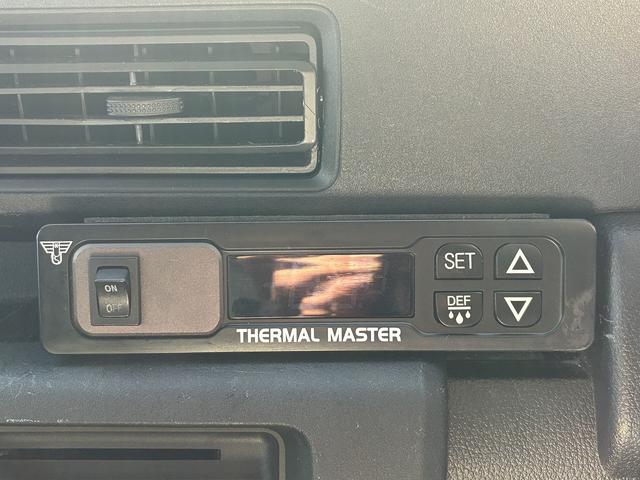 ON
OFF
SET
DEF
THERMAL MASTER